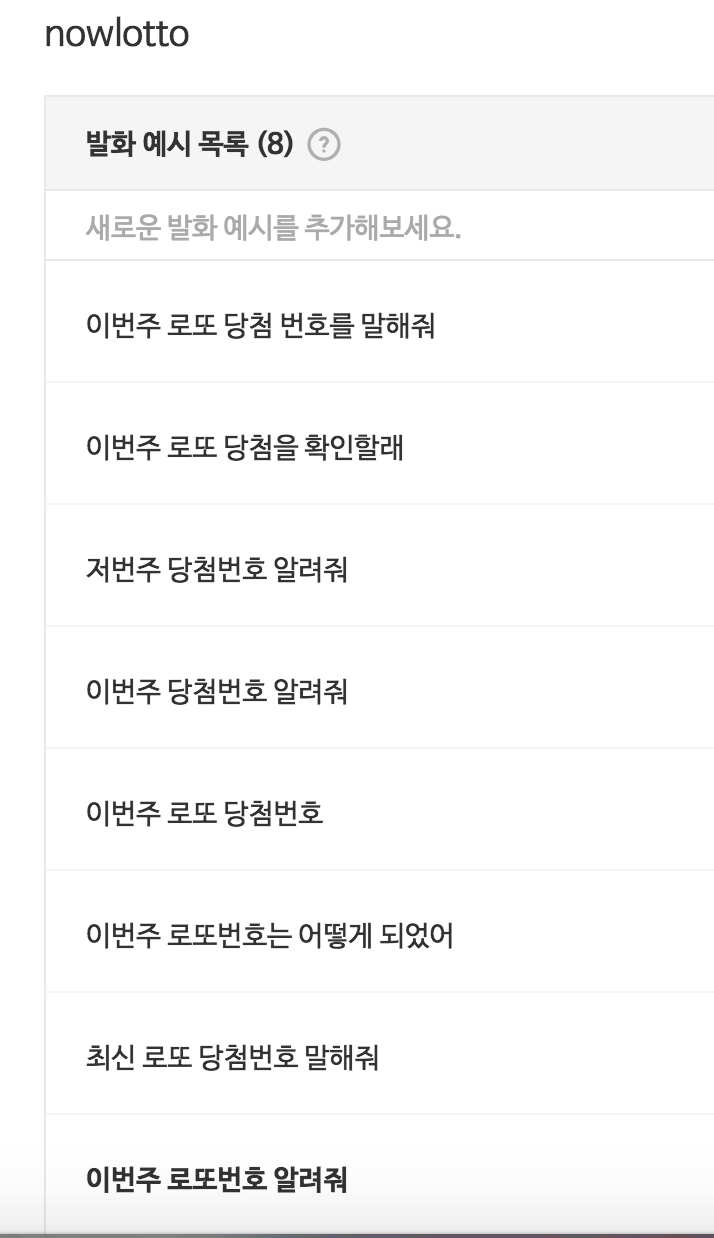 nowlotto
발화 예시 목록 (8) ?
새로운 발화 예시를 추가해보세요.
이번주 로또 당첨 번호를 말해줘
이번주 로또 당첨을 확인할래
저번주 당첨번호 알려줘
이번주 당첨번호 알려줘
이번주 로또 당첨번호
이번주 로또번호는 어떻게 되었어
최신 로또 당첨번호 말해줘
이번주 로또번호 알려줘